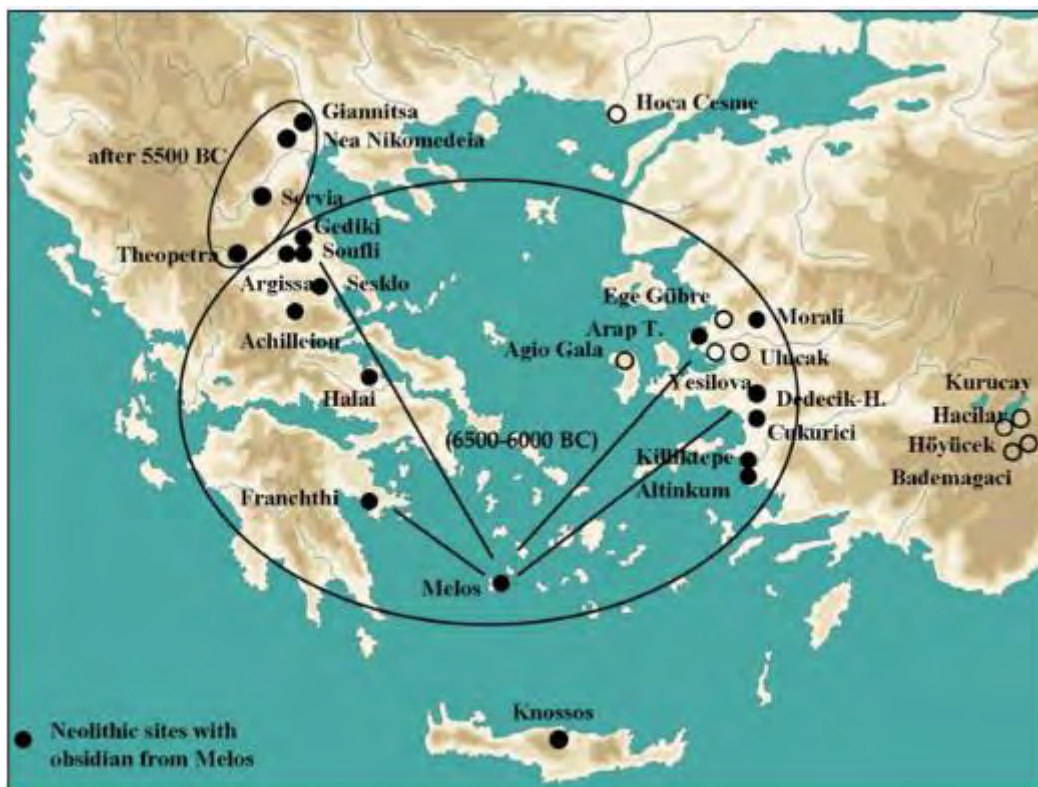 Hoca Cesme
Giannitsa
Nea Nikomedeia
after 5500 BC
Servia
Gediki
Theopetra
Soufli
Argissa
Sesklo
Achilleion
Halai
Ege Gübre
Morali
Arap T.
Agio Gala
Ulucak
Yesilova
Kurucay
Dedecik-H.
Hacilar
Cukurici
(6500-6000 BC)
Höyücek
Killiktepe
Bademagaci
Altinkum
Franchthi
Melos
Knossos
Neolithic sites with
obsidian from Melos